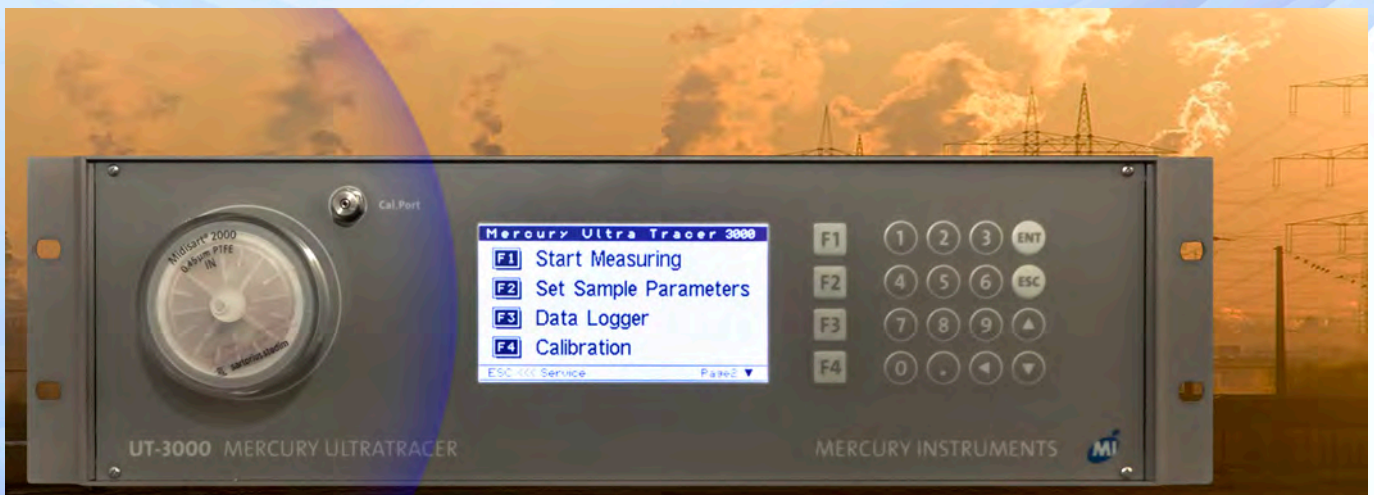 Midisart® 2000
0,45µm PTFE
IN
sartorius stedim
Cal.Port
Mercury Ultra Tracer 3000
F1 Start Measuring
F2 Set Sample Parameters
F3 Data Logger
F4 Calibration
ESC <<< Service Page2 ▼
F1 1 2 3 ENT
F2 4 5 6 ESC
F3 7 8 9 ▲
F4 0 . ◄ ▼
UT-3000 MERCURY ULTRATRACER
MERCURY INSTRUMENTS MI